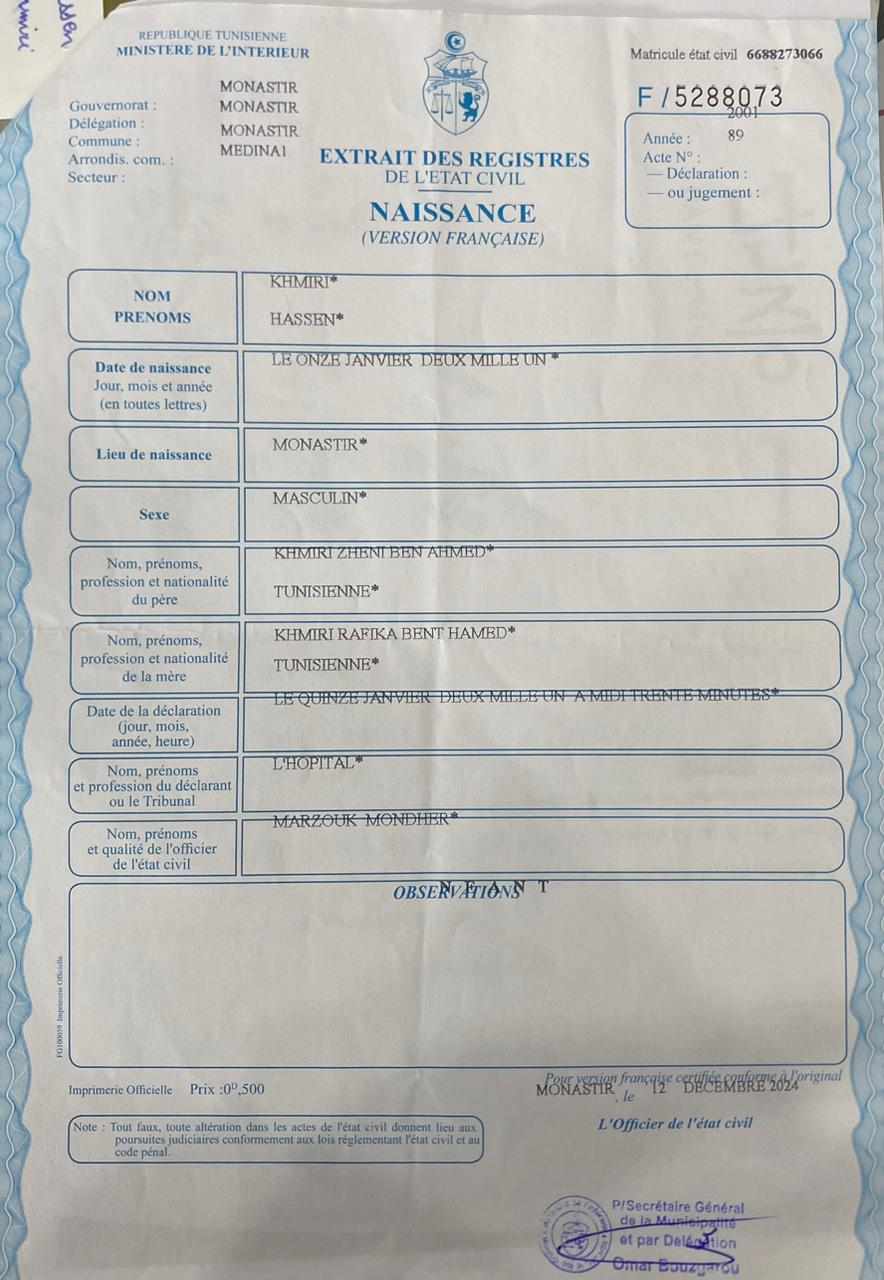 REPUBLIQUE TUNISIENNE
MINISTERE DE L'INTERIEUR
Matricule état civil 6688273066
F / 5288073
MONASTIR
Gouvernorat : MONASTIR
Délégation : MONASTIR
Commune : MEDINA1
Arrondis. com. :
Secteur :
2001
Année : 89
Acte N° :
— Déclaration :
— ou jugement :
EXTRAIT DES REGISTRES
DE L'ETAT CIVIL
NAISSANCE
(VERSION FRANÇAISE)
NOM
PRENOMS
KHMIRI*
HASSEN*
Date de naissance
Jour, mois et année
(en toutes lettres)
LE ONZE JANVIER DEUX MILLE UN *
Lieu de naissance
MONASTIR*
Sexe
MASCULIN*
Nom, prénoms,
profession et nationalité
du père
KHMIRI ZHENI BEN AHMED*
TUNISIENNE*
Nom, prénoms,
profession et nationalité
de la mère
KHMIRI RAFIKA BENT HAMED*
TUNISIENNE*
Date de la déclaration
(jour, mois,
année, heure)
LE QUINZE JANVIER DEUX MILLE UN A MIDI TRENTE MINUTES*
Nom, prénoms
et profession du déclarant
ou le Tribunal
L'HOPITAL*
Nom, prénoms
et qualité de l'officier
de l'état civil
MARZOUK MONDHER*
OBSERVATIONS
N E A N T
FG100059 Imprimerie Officielle
Imprimerie Officielle Prix :0ᴰ,500
Pour version française certifiée conforme à l'original
MONASTIR , le 12 DECEMBRE 2024
L'Officier de l'état civil
Note : Tout faux, toute altération dans les actes de l'état civil donnent lieu aux
poursuites judiciaires conformement aux lois réglementant l'état civil et au
code pénal.
P/Secrétaire Général
de la Municipalité
et par Delégation
Omar Bouzgarou